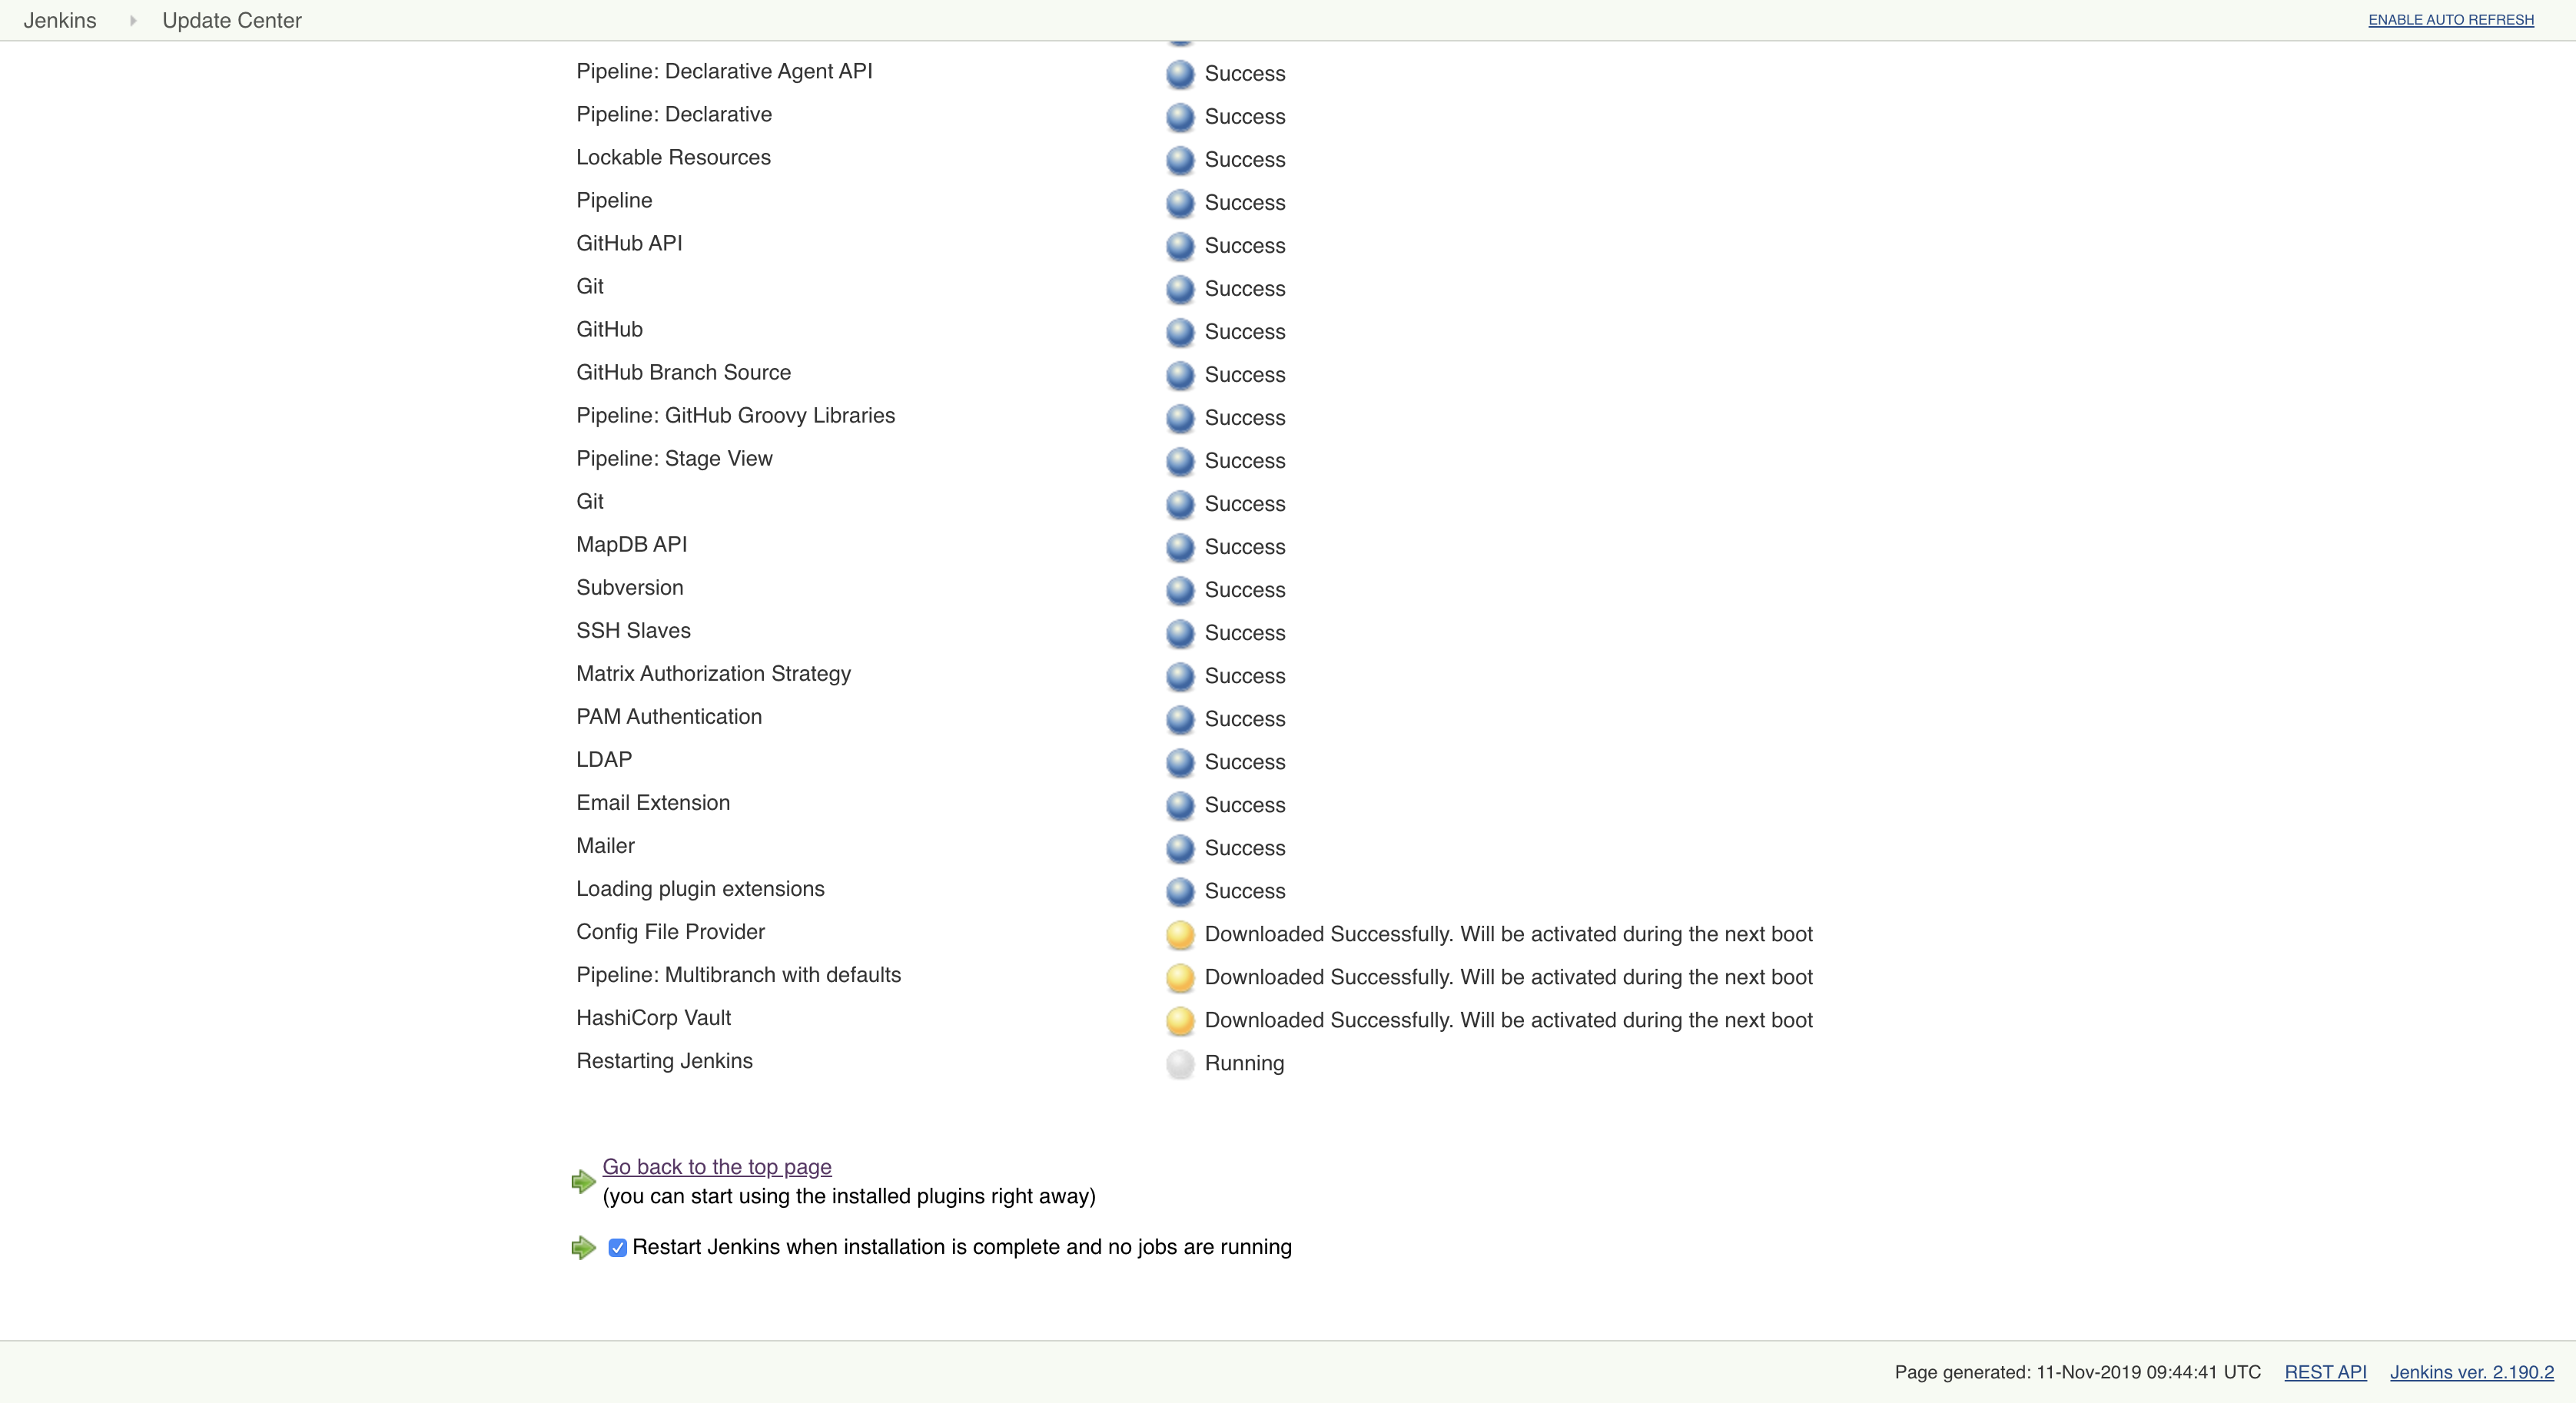 Jenkins Update Center ENABLE AUTO REFRESH
Pipeline: Declarative Agent API Success
Pipeline: Declarative Success
Lockable Resources Success
Pipeline Success
GitHub API Success
Git Success
GitHub Success
GitHub Branch Source Success
Pipeline: GitHub Groovy Libraries Success
Pipeline: Stage View Success
Git Success
MapDB API Success
Subversion Success
SSH Slaves Success
Matrix Authorization Strategy Success
PAM Authentication Success
LDAP Success
Email Extension Success
Mailer Success
Loading plugin extensions Success
Config File Provider Downloaded Successfully. Will be activated during the next boot
Pipeline: Multibranch with defaults Downloaded Successfully. Will be activated during the next boot
HashiCorp Vault Downloaded Successfully. Will be activated during the next boot
Restarting Jenkins Running
Go back to the top page
(you can start using the installed plugins right away)
Restart Jenkins when installation is complete and no jobs are running
Page generated: 11-Nov-2019 09:44:41 UTC REST API Jenkins ver. 2.190.2